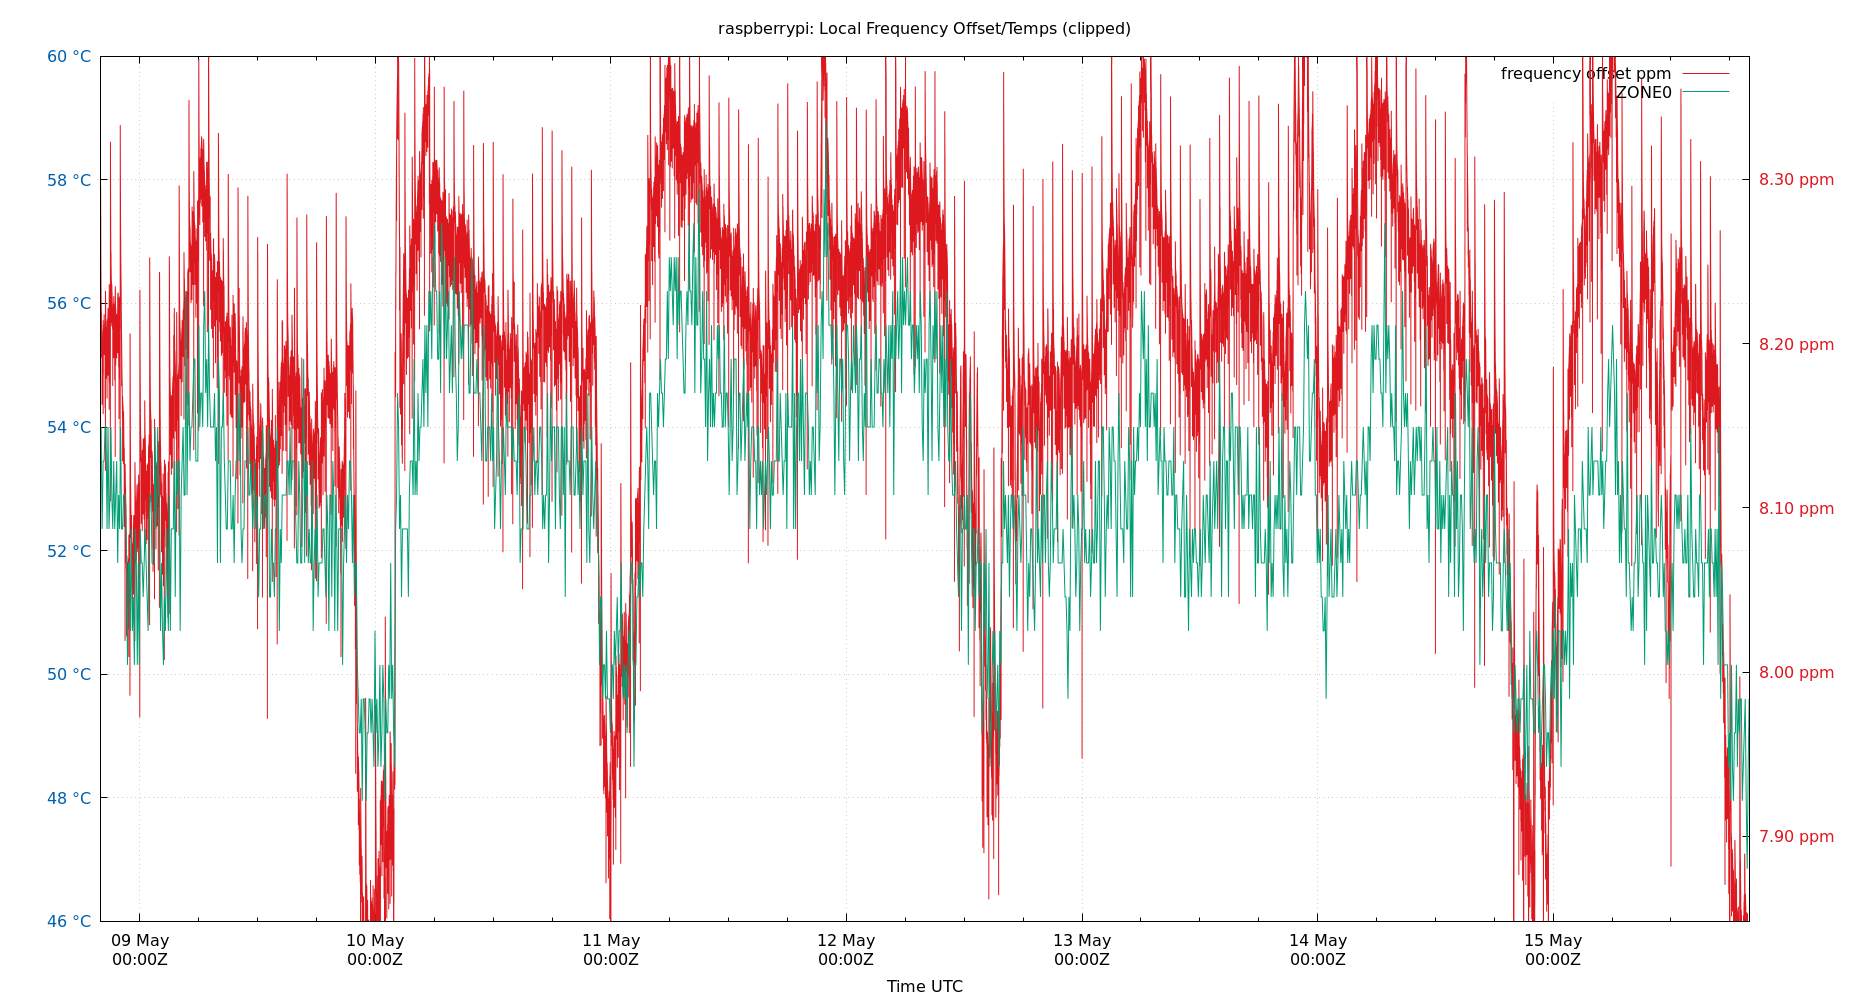 raspberrypi: Local Frequency Offset/Temps (clipped)
60 °C
58 °C
56 °C
54 °C
52 °C
50 °C
48 °C
46 °C
frequency offset ppm
ZONE0
8.30 ppm
8.20 ppm
8.10 ppm
8.00 ppm
7.90 ppm
09 May 10 May 11 May 12 May 13 May 14 May 15 May
00:00Z 00:00Z 00:00Z 00:00Z 00:00Z 00:00Z 00:00Z
Time UTC